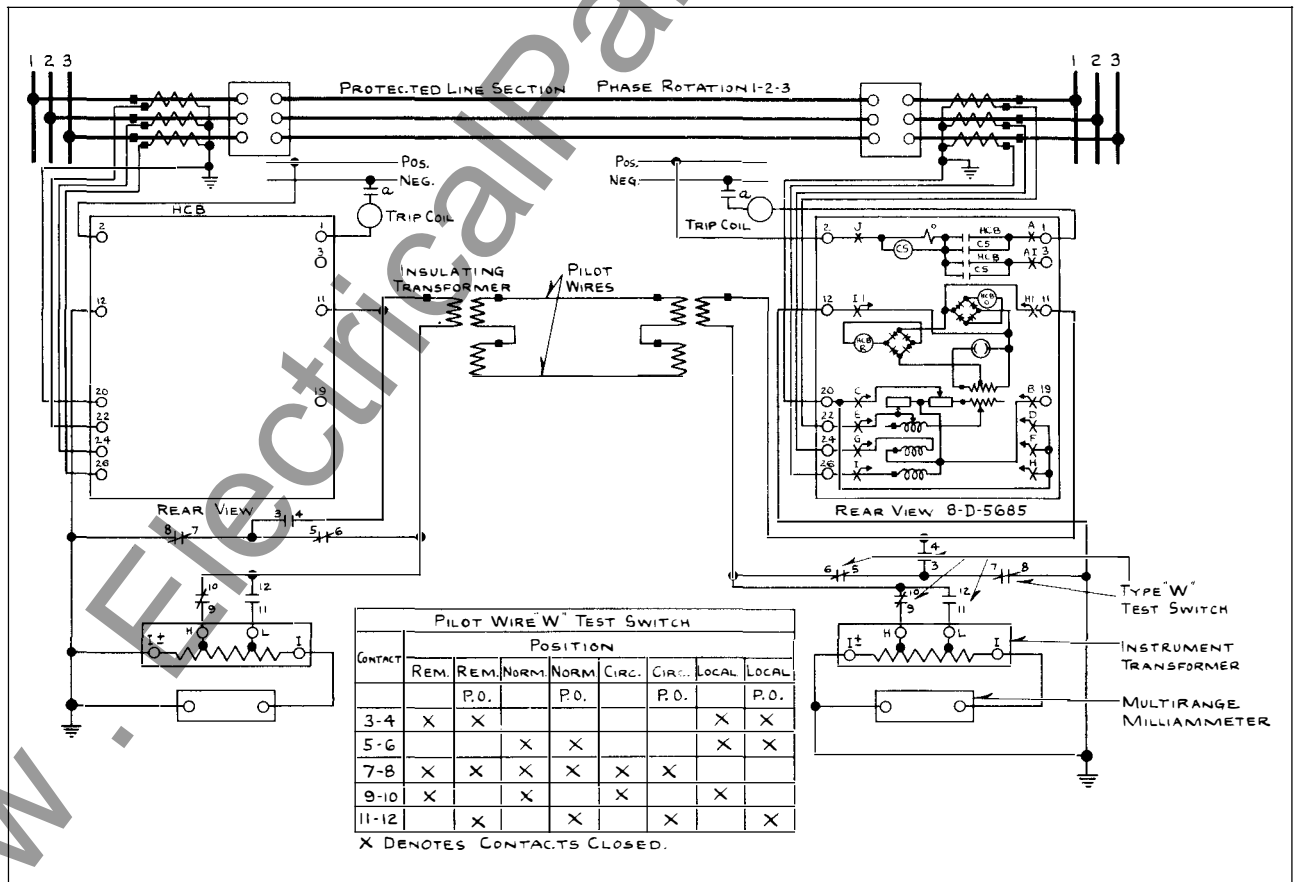 1 2 3
PROTECTED LINE SECTION PHASE ROTATION 1-2-3
1 2 3
POS.
NEG.
a
TRIP COIL
POS.
NEG.
a
TRIP COIL
HCB
2
1
3
12
11
20
19
22
24
26
REAR VIEW
INSULATING
TRANSFORMER
PILOT
WIRES
2 J CS HCB A 1
CS
HCB A1 3
CS
12 I1 HCB O H1 11
HCB
R
20 C B 19
22 E D
24 G F
26 I H
REAR VIEW 8-D-5685
3 4
8 7
5 6
10
9
12
11
I± H L I
4
3
6 5
7 8
10
9
12
11
TYPE "W"
TEST SWITCH
I± H L I
INSTRUMENT
TRANSFORMER
MULTIRANGE
MILLIAMMETER
PILOT WIRE "W" TEST SWITCH
CONTACT
POSITION
REM. REM. NORM. NORM. CIRC. CIRC. LOCAL LOCAL
P.O. P.O. P.O. P.O.
3-4 X X X X
5-6 X X X X
7-8 X X X X X X
9-10 X X X X
11-12 X X X X
X DENOTES CONTACTS CLOSED.
w . ElectricalPa